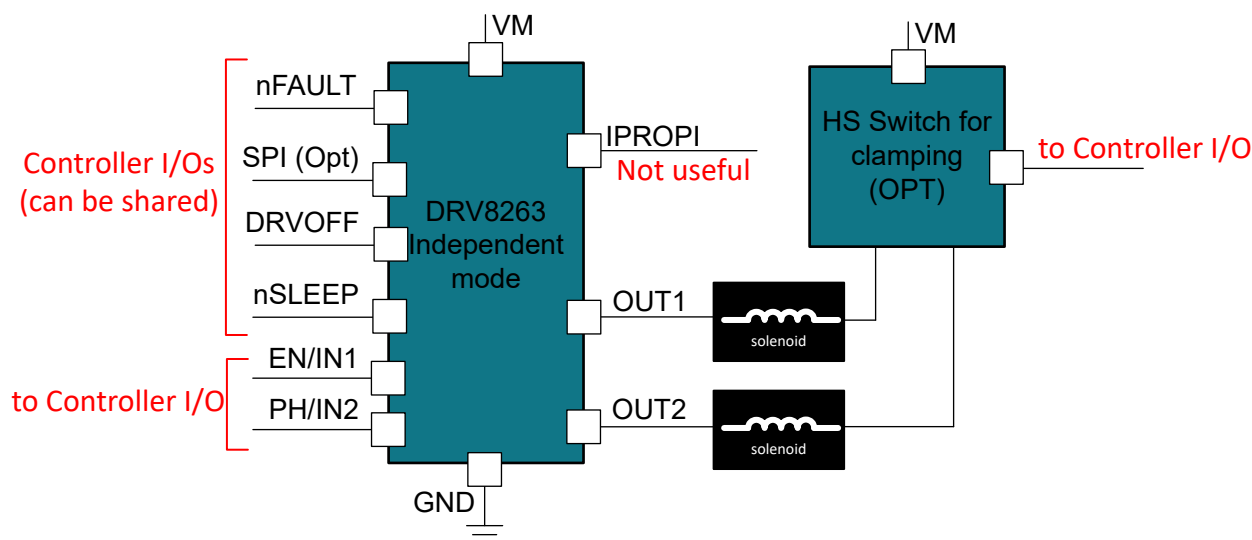 VM
nFAULT
SPI (Opt)
DRVOFF
nSLEEP
Controller I/Os
(can be shared)
EN/IN1
PH/IN2
to Controller I/O
DRV8263
Independent
mode
GND
IPROPI
Not useful
OUT1
OUT2
solenoid
solenoid
VM
HS Switch for
clamping
(OPT)
to Controller I/O